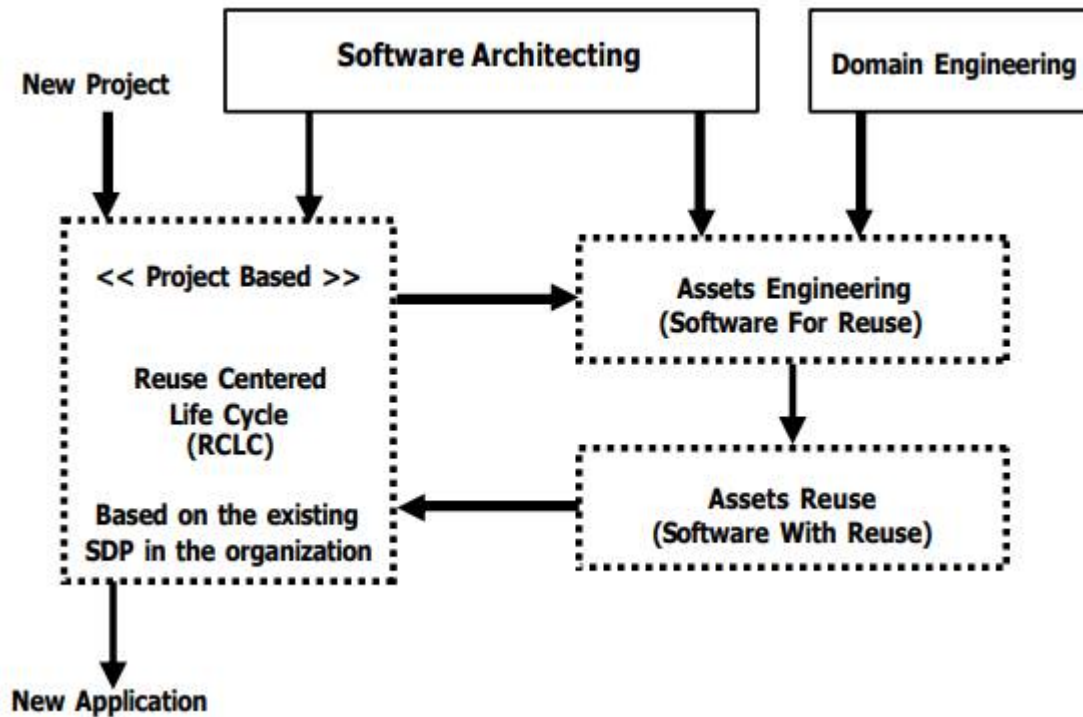 Software Architecting
Domain Engineering
New Project
<< Project Based >>
Reuse Centered
Life Cycle
(RCLC)
Based on the existing
SDP in the organization
Assets Engineering
(Software For Reuse)
Assets Reuse
(Software With Reuse)
New Application